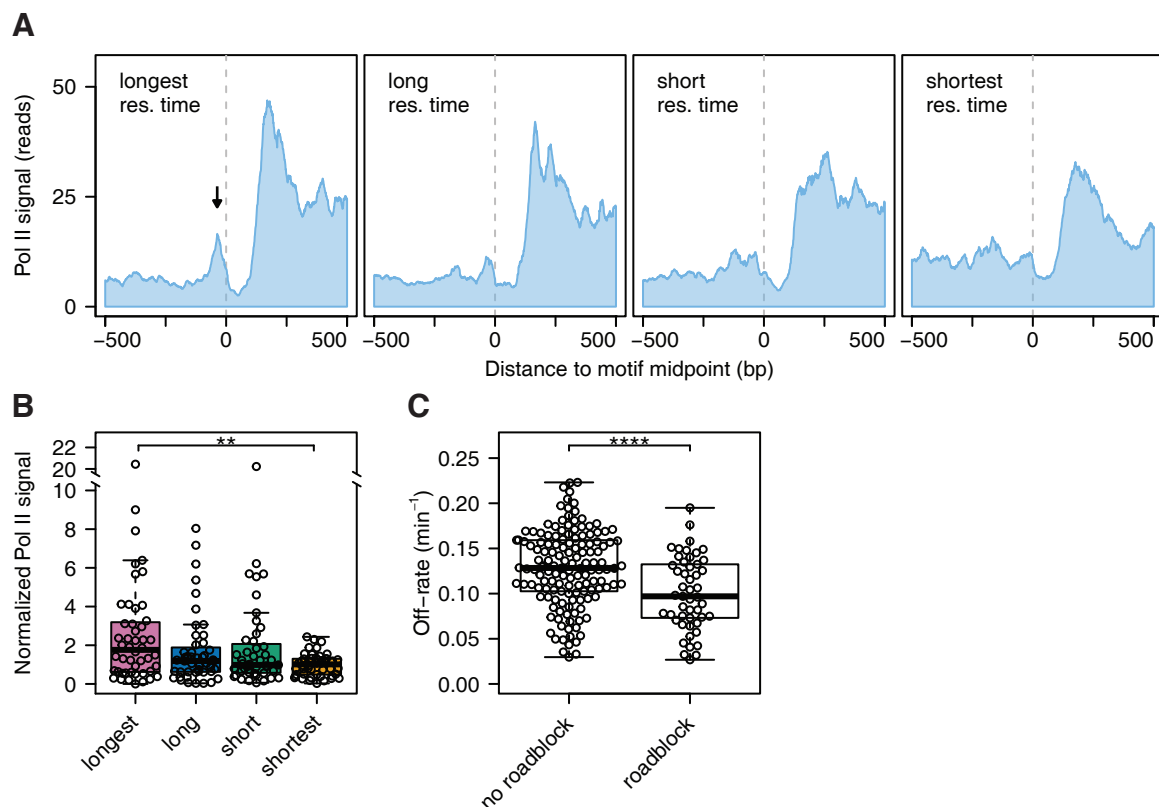 A
Pol II signal (reads)
50
25
0
longest
res. time
long
res. time
short
res. time
shortest
res. time
−500
0
500
−500
0
500
−500
0
500
−500
0
500
Distance to motif midpoint (bp)
B
Normalized Pol II signal
22
20
10
8
6
4
2
0
**
longest
long
short
shortest
C
Off−rate (min⁻¹)
0.25
0.20
0.15
0.10
0.05
0.00
****
no roadblock
roadblock